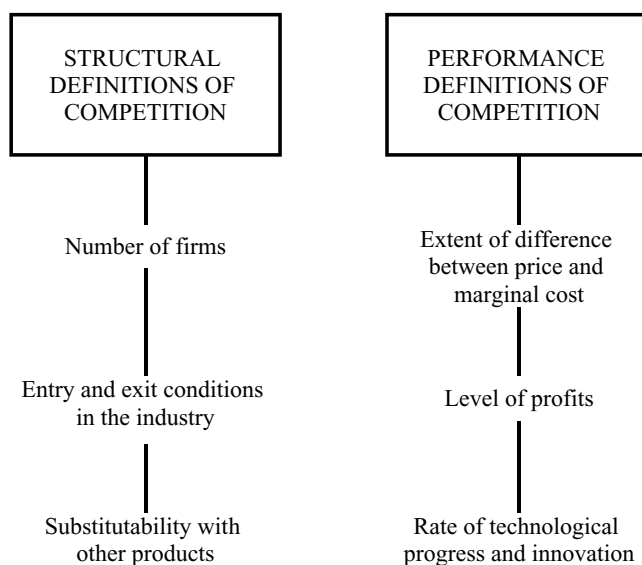 STRUCTURAL
DEFINITIONS OF
COMPETITION
Number of firms
Entry and exit conditions
in the industry
Substitutability with
other products
PERFORMANCE
DEFINITIONS OF
COMPETITION
Extent of difference
between price and
marginal cost
Level of profits
Rate of technological
progress and innovation